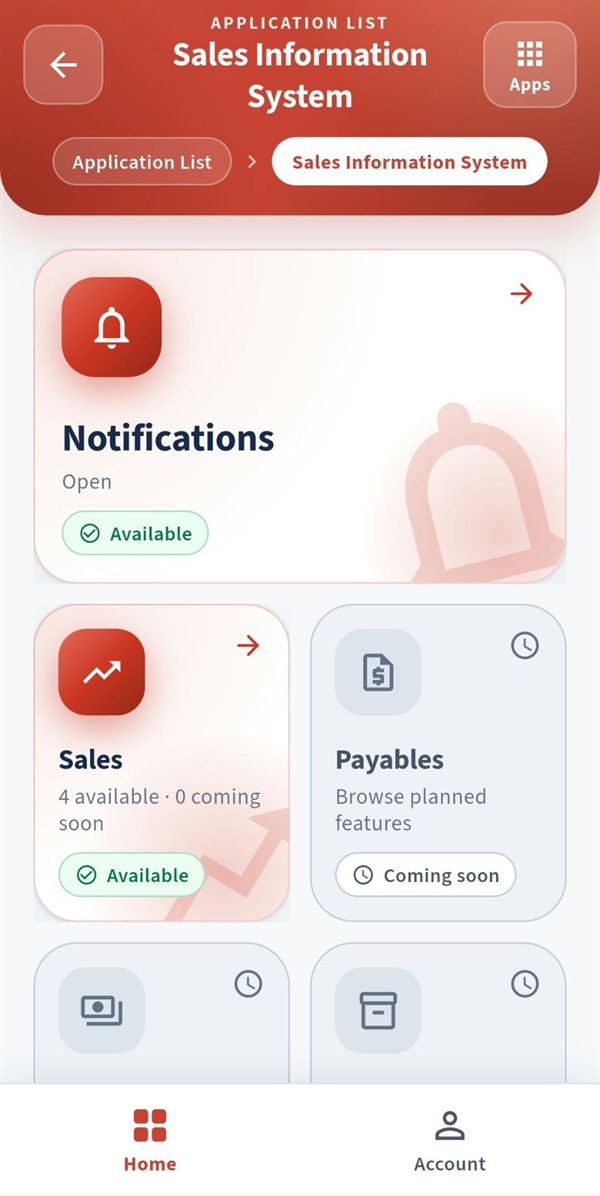 APPLICATION LIST
Sales Information
System
Apps
Application List
Sales Information System
Notifications
Open
Available
Sales
4 available · 0 coming
soon
Available
Payables
Browse planned
features
Coming soon
Home
Account